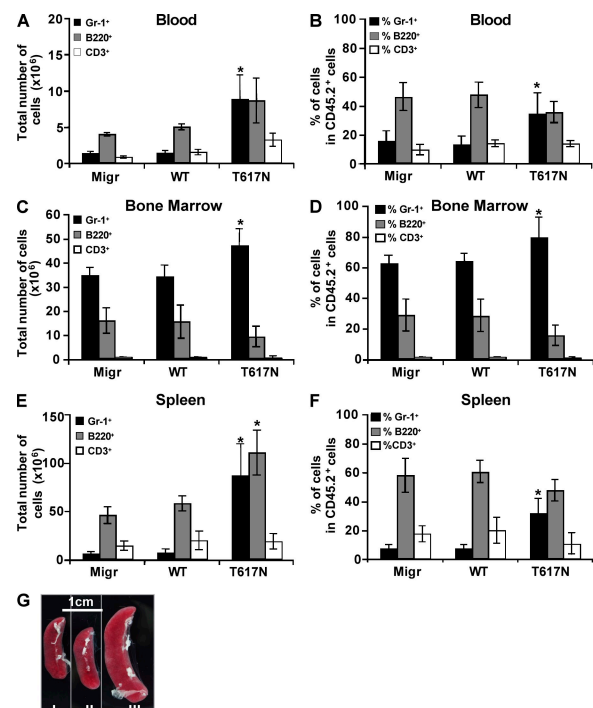 A
Blood
Total number of
cells (x10⁶)
Gr-1⁺
B220⁺
CD3⁺
20
15
10
5
0
*
Migr
WT
T617N
B
Blood
% of cells
in CD45.2⁺ cells
% Gr-1⁺
% B220⁺
% CD3⁺
100
80
60
40
20
0
*
Migr
WT
T617N
C
Bone Marrow
Total number of cells
(x10⁶)
Gr-1⁺
B220⁺
CD3⁺
60
50
40
30
20
10
0
*
Migr
WT
T617N
D
Bone Marrow
% of cells
in CD45.2⁺ cells
% Gr-1⁺
% B220⁺
% CD3⁺
100
80
60
40
20
0
*
Migr
WT
T617N
E
Spleen
Total number of
cells (x10⁶)
Gr-1⁺
B220⁺
CD3⁺
150
100
50
0
* *
Migr
WT
T617N
F
Spleen
% of cells
in CD45.2⁺ cells
% Gr-1⁺
% B220⁺
%CD3⁺
100
80
60
40
20
0
*
Migr
WT
T617N
G
1cm
I II III